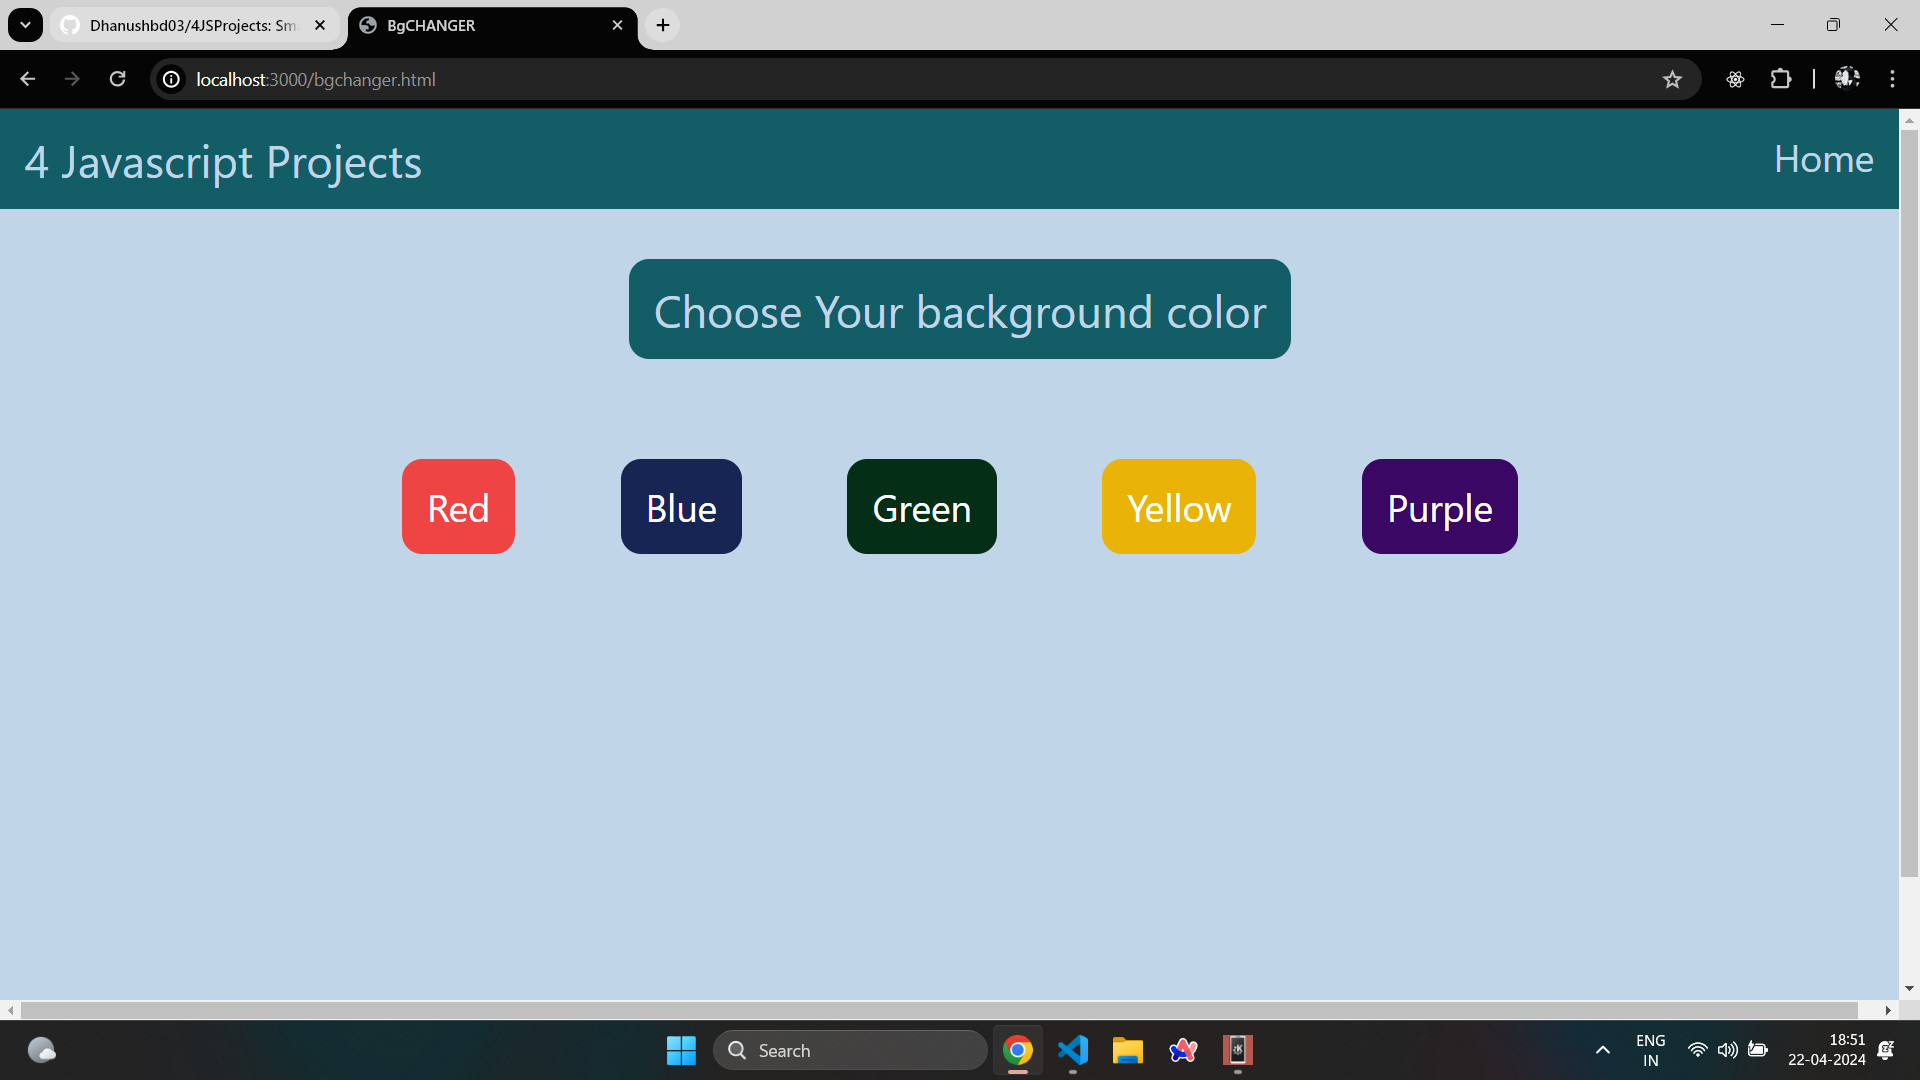 Dhanushbd03/4JSProjects: Sm
BgCHANGER
localhost:3000/bgchanger.html
4 Javascript Projects
Home
Choose Your background color
Red
Blue
Green
Yellow
Purple
Search
ENG
IN
18:51
22-04-2024